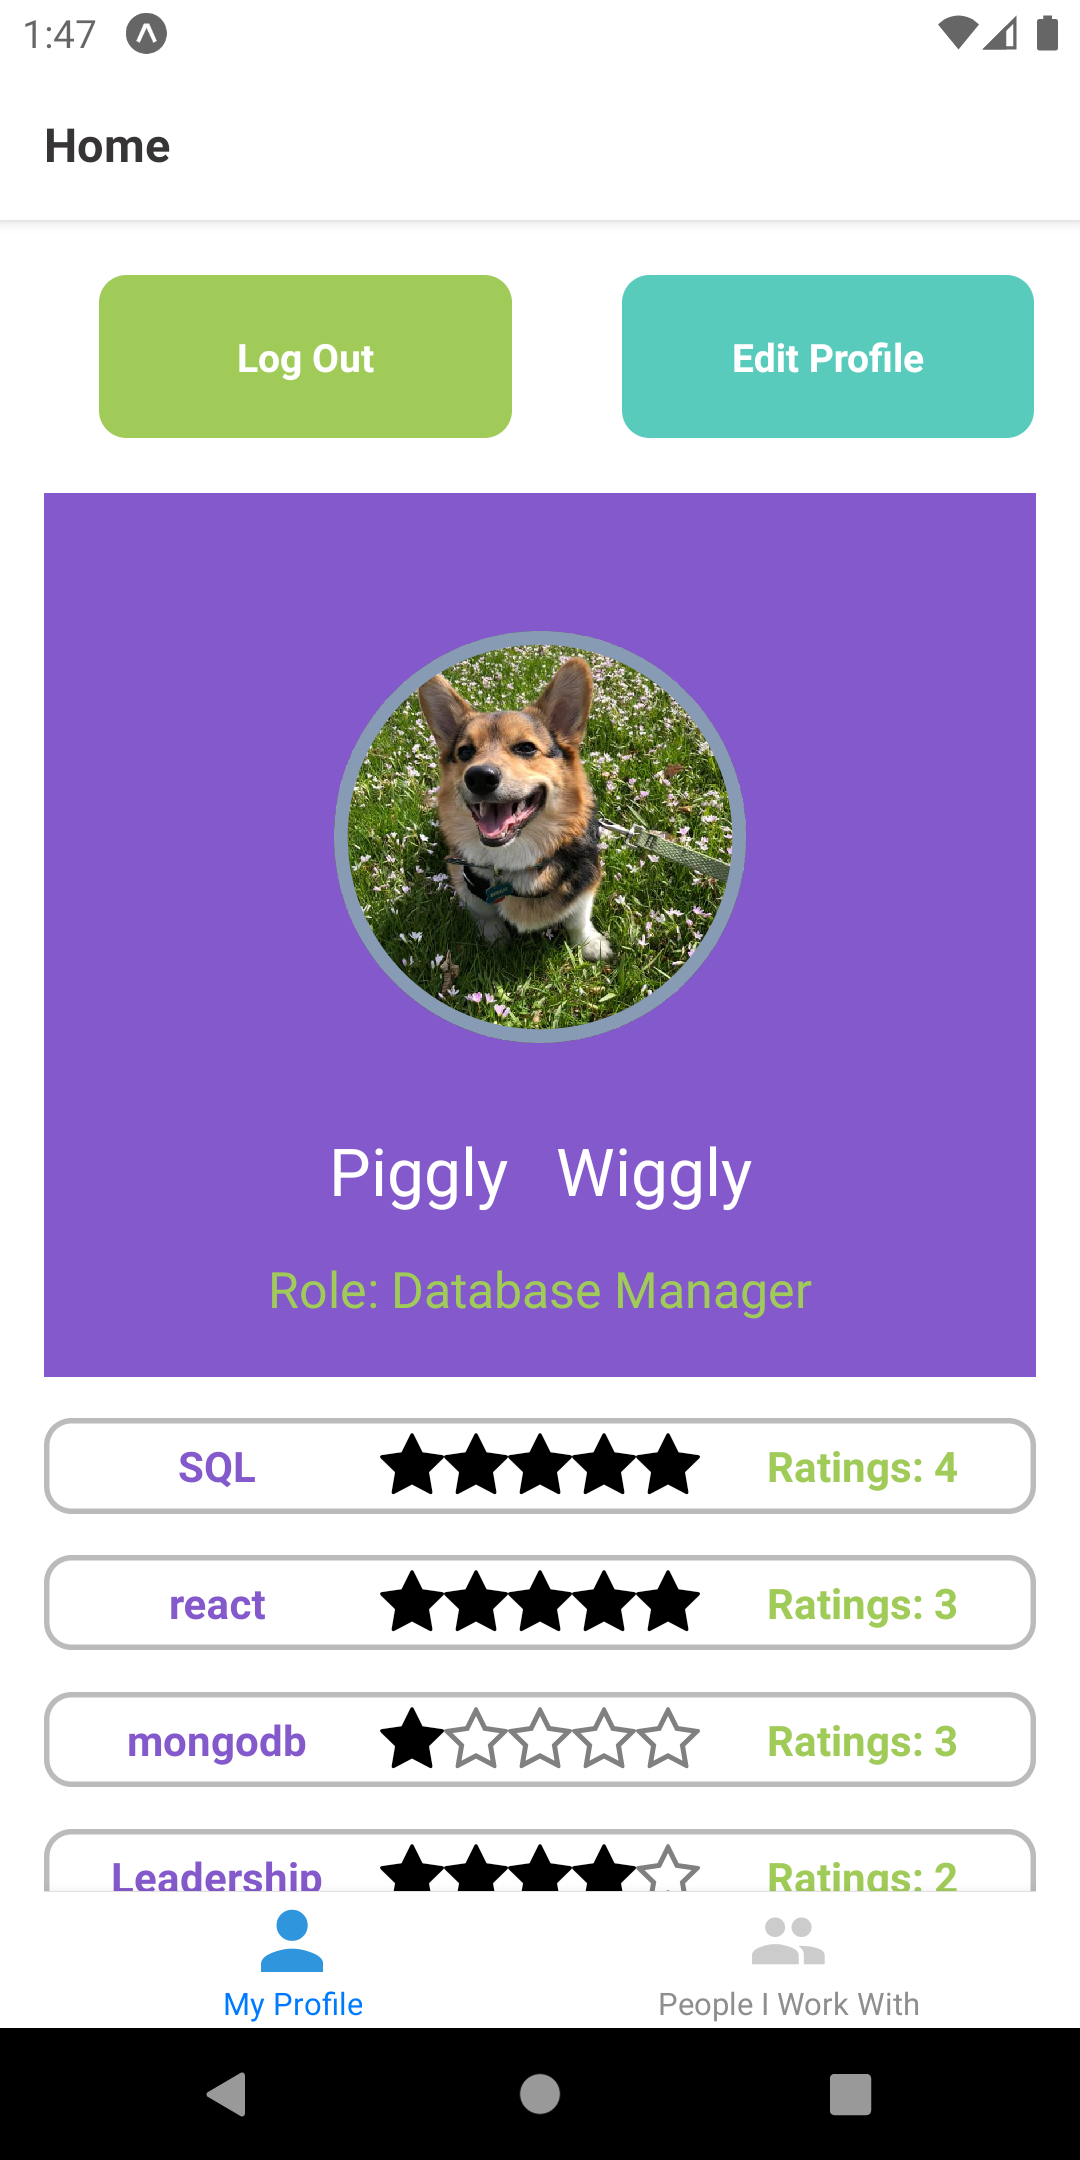 1:47
Home
Log Out
Edit Profile
Piggly Wiggly
Role: Database Manager
SQL Ratings: 4
react Ratings: 3
mongodb Ratings: 3
Leadership Ratings: 2
My Profile
People I Work With